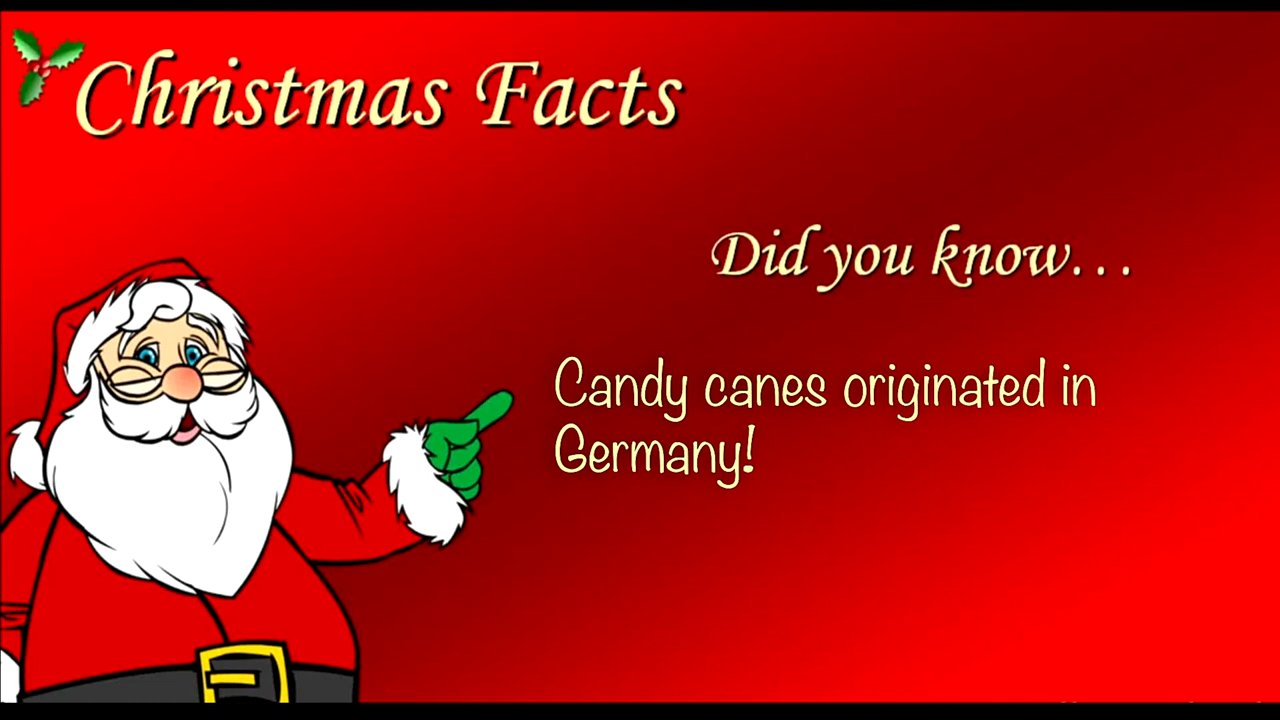 Christmas Facts
Did you know...
Candy canes originated in
Germany!